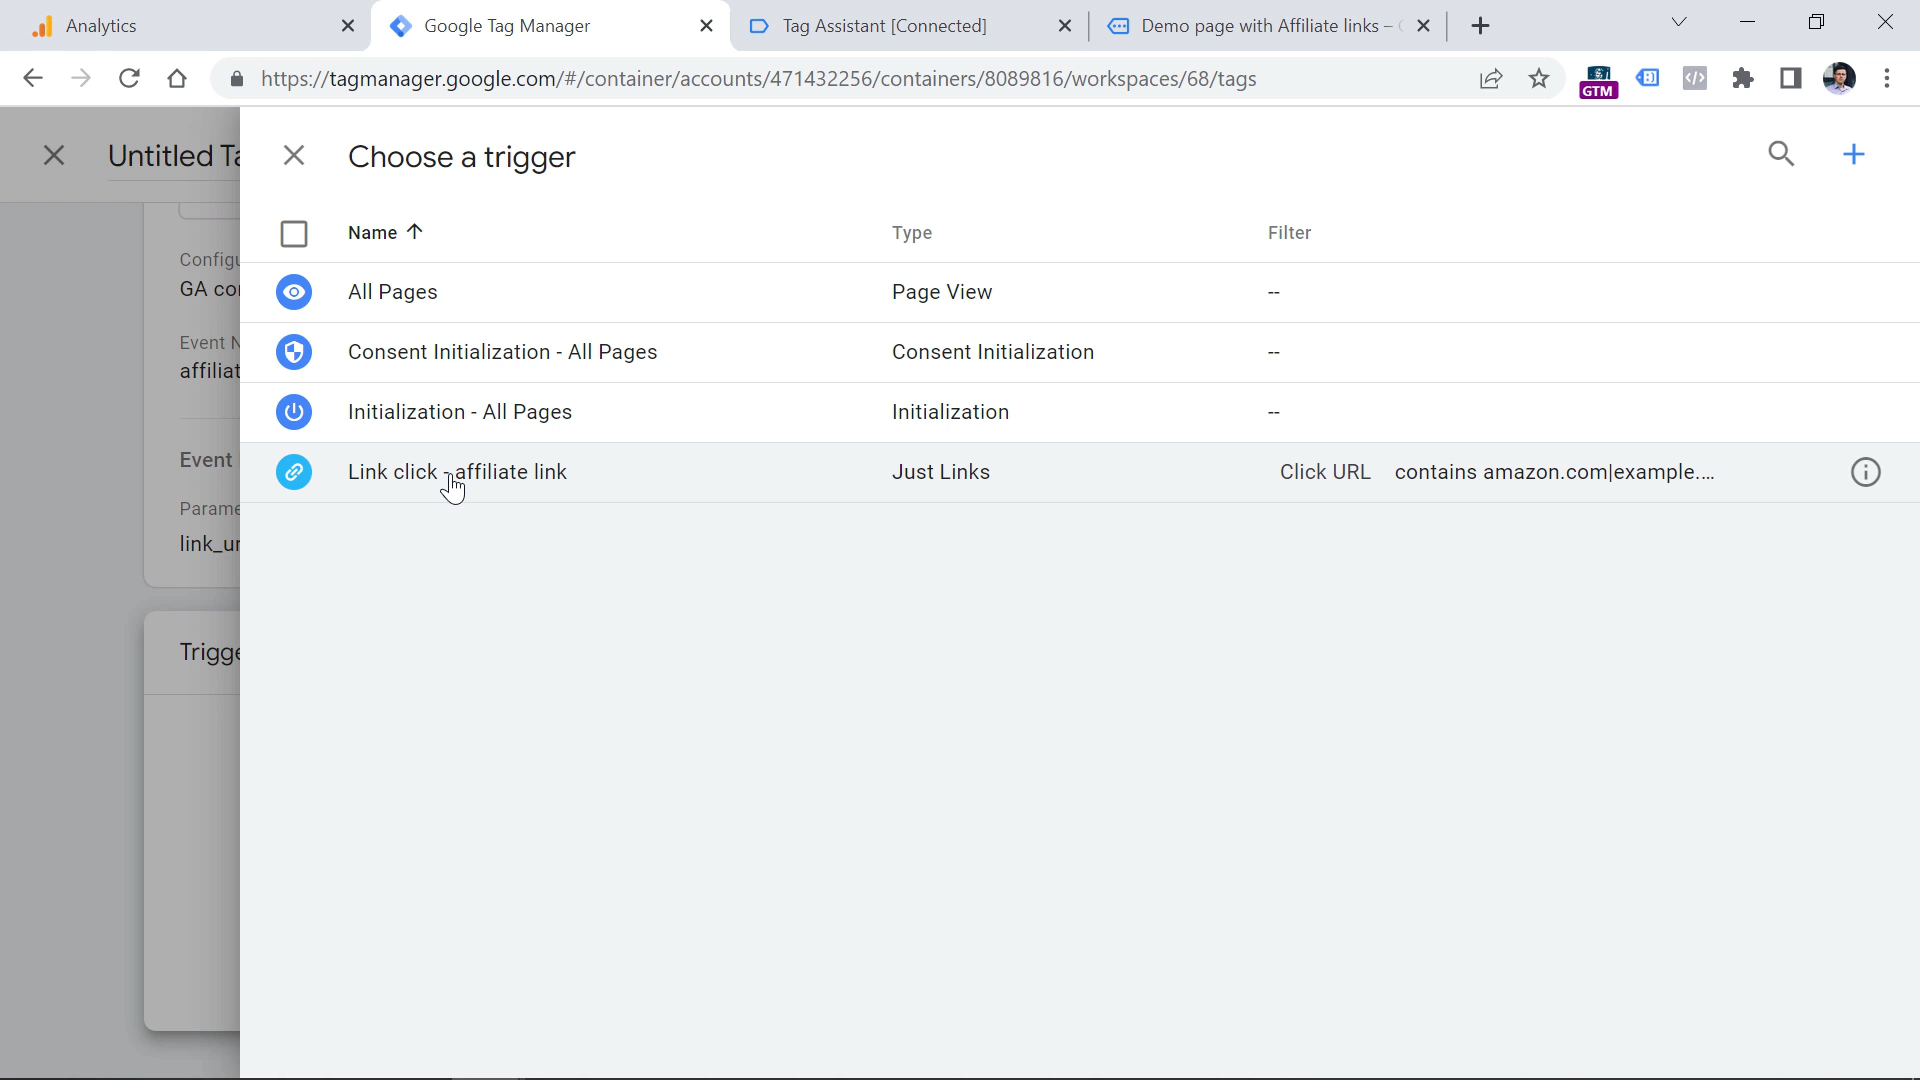 Analytics
Google Tag Manager
Tag Assistant [Connected]
Demo page with Affiliate links –
https://tagmanager.google.com/#/container/accounts/471432256/containers/8089816/workspaces/68/tags
GTM
Untitled Ta
Choose a trigger
Name
Type
Filter
Configu
GA co
All Pages
Page View
--
Event N
affiliat
Consent Initialization - All Pages
Consent Initialization
--
Initialization - All Pages
Initialization
--
Event
Link click - affiliate link
Just Links
Click URL contains amazon.com|example....
Parame
link_ur
Trigge